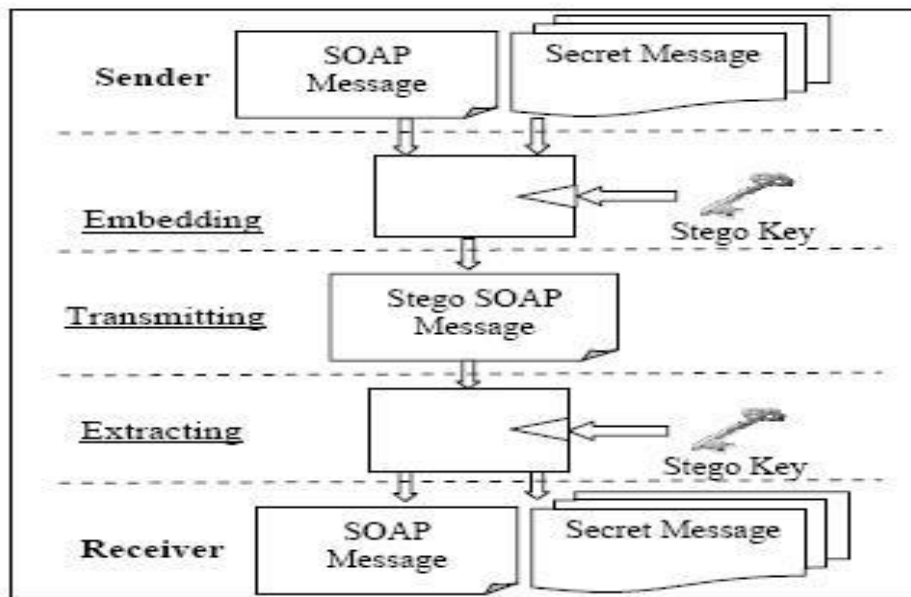 Sender
SOAP
Message
Secret Message
Embedding
Stego Key
Transmitting
Stego SOAP
Message
Extracting
Stego Key
Receiver
SOAP
Message
Secret Message